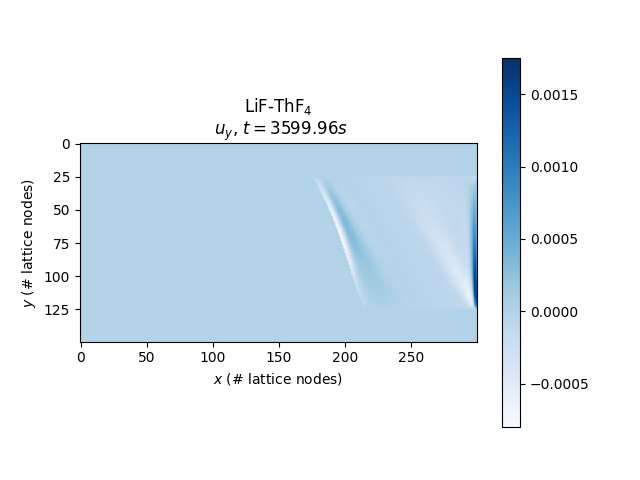 LiF-ThF₄
u_y, t = 3599.96s
0
25
50
75
100
125
y (# lattice nodes)
0 50 100 150 200 250
x (# lattice nodes)
0.0015
0.0010
0.0005
0.0000
−0.0005